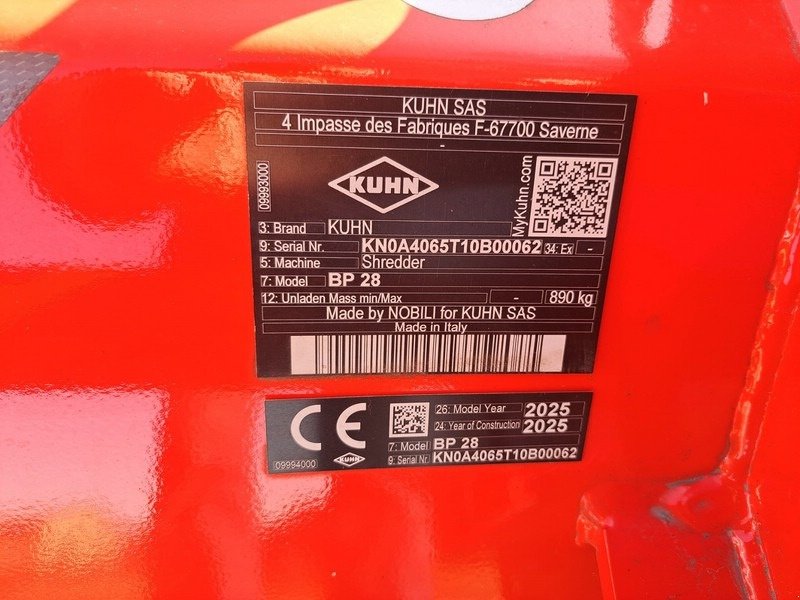 KUHN SAS
4 Impasse des Fabriques F-67700 Saverne
-
09993000
KUHN
MyKuhn.com
3: Brand KUHN
9: Serial Nr. KN0A4065T10B00062 34: Ex -
5: Machine Shredder
7: Model BP 28
12: Unladen Mass min/Max - 890 kg
Made by NOBILI for KUHN SAS
Made in Italy
CE
09994000
KUHN
26: Model Year 2025
24: Year of Construction 2025
7: Model BP 28
9: Serial Nr. KN0A4065T10B00062